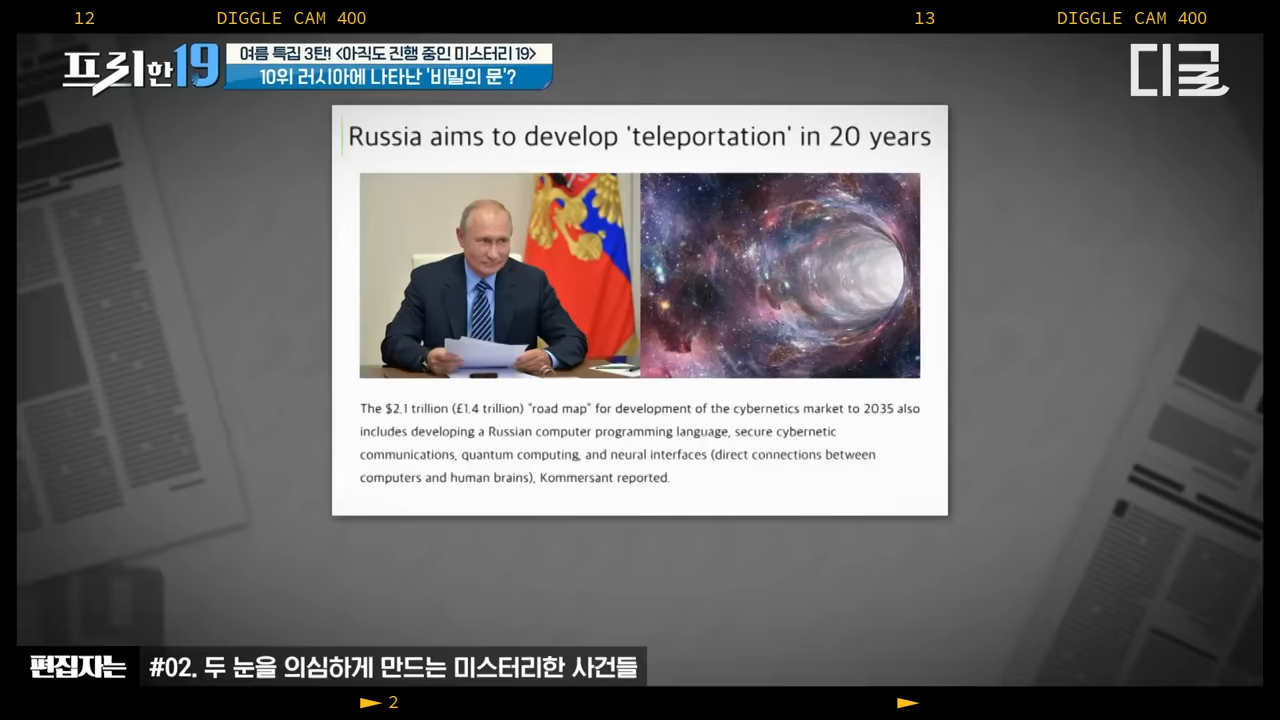 12
DIGGLE CAM 400
13
DIGGLE CAM 400
프리한19
여름 특집 3탄! <아직도 진행 중인 미스터리 19>
10위 러시아에 나타난 '비밀의 문'?
디글
Russia aims to develop 'teleportation' in 20 years
The $2.1 trillion (£1.4 trillion) "road map" for development of the cybernetics market to 2035 also
includes developing a Russian computer programming language, secure cybernetic
communications, quantum computing, and neural interfaces (direct connections between
computers and human brains), Kommersant reported.
편집자는
#02. 두 눈을 의심하게 만드는 미스터리한 사건들
2